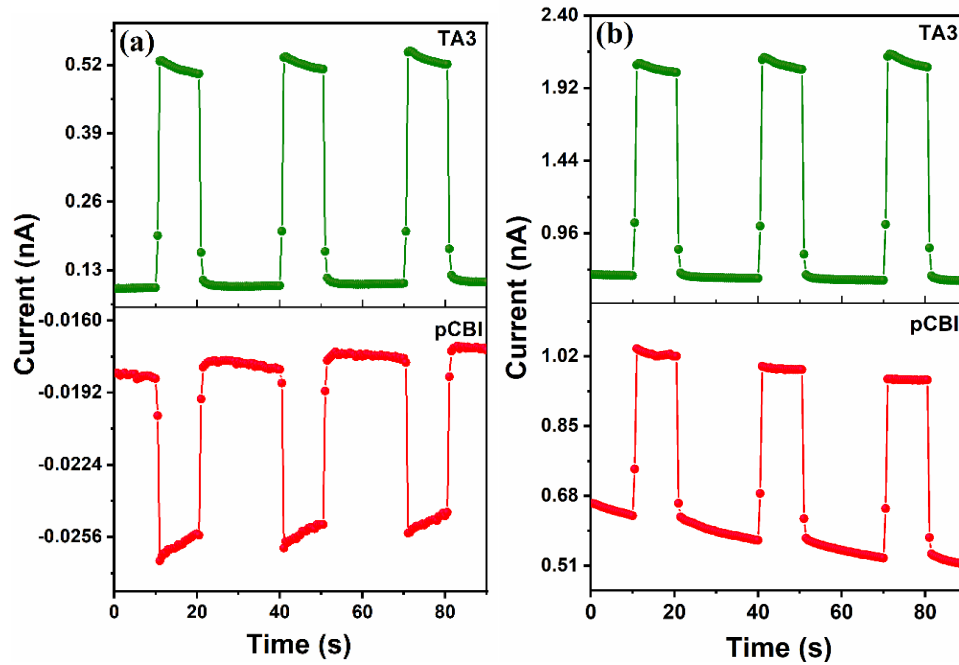 (a)
TA3
0.52
0.39
0.26
0.13
pCBI
-0.0160
-0.0192
-0.0224
-0.0256
0 20 40 60 80
Time (s)
Current (nA)
(b)
TA3
2.40
1.92
1.44
0.96
pCBI
1.02
0.85
0.68
0.51
0 20 40 60 80
Time (s)
Current (nA)